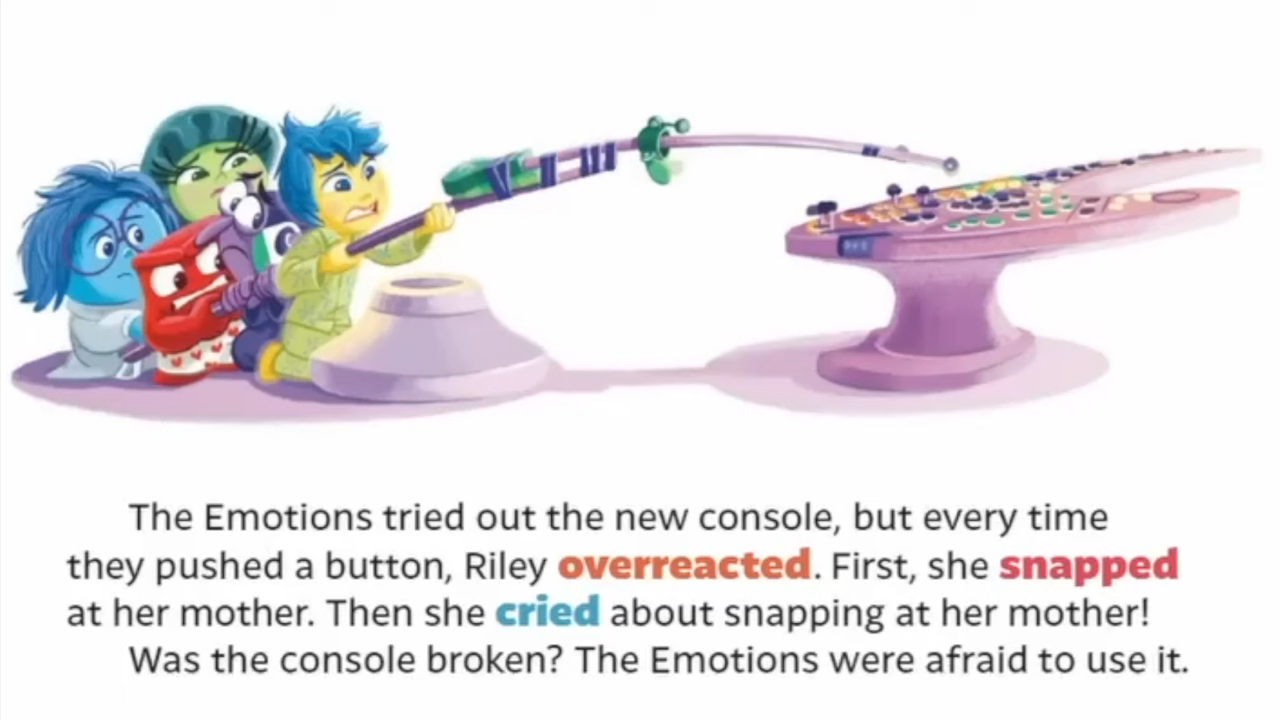 The Emotions tried out the new console, but every time
they pushed a button, Riley overreacted. First, she snapped
at her mother. Then she cried about snapping at her mother!
Was the console broken? The Emotions were afraid to use it.